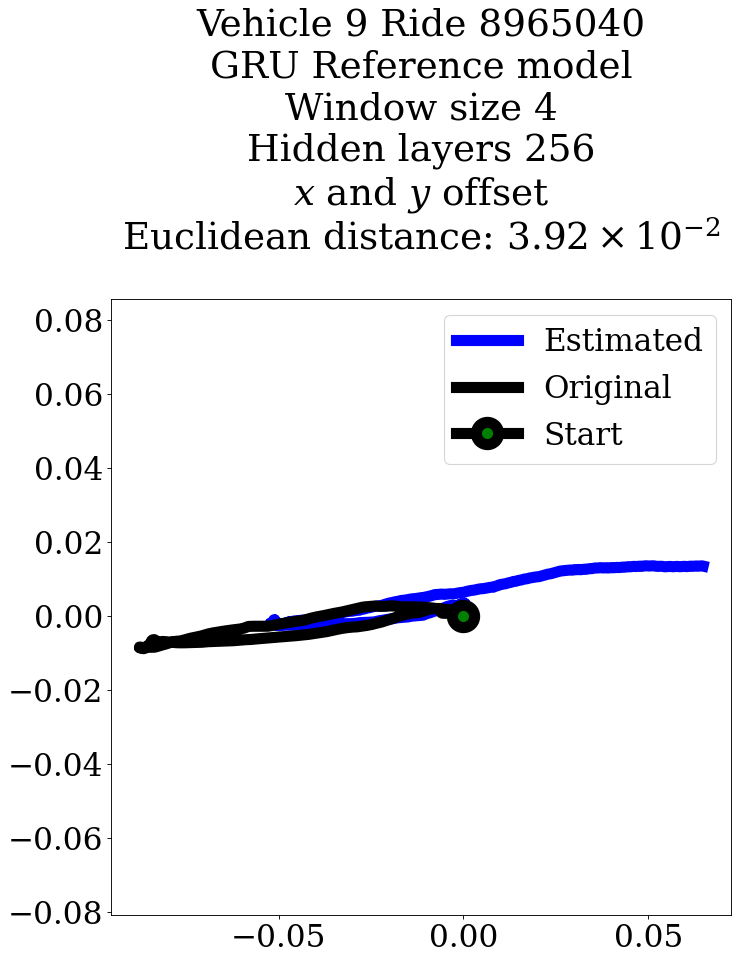 Vehicle 9 Ride 8965040
GRU Reference model
Window size 4
Hidden layers 256
x and y offset
Euclidean distance: 3.92 × 10⁻²
0.08
0.06
0.04
0.02
0.00
−0.02
−0.04
−0.06
−0.08
Estimated
Original
Start
−0.05 0.00 0.05